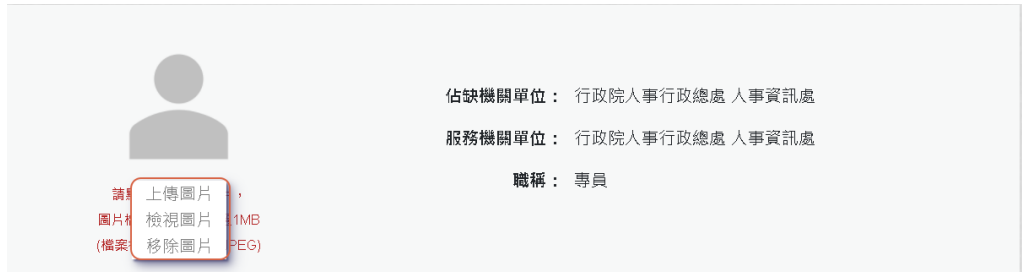 佔缺機關單位： 行政院人事行政總處 人事資訊處
服務機關單位： 行政院人事行政總處 人事資訊處
職稱： 專員
請 ，
上傳圖片
圖片 1MB
檢視圖片
(檔案 PEG)
移除圖片